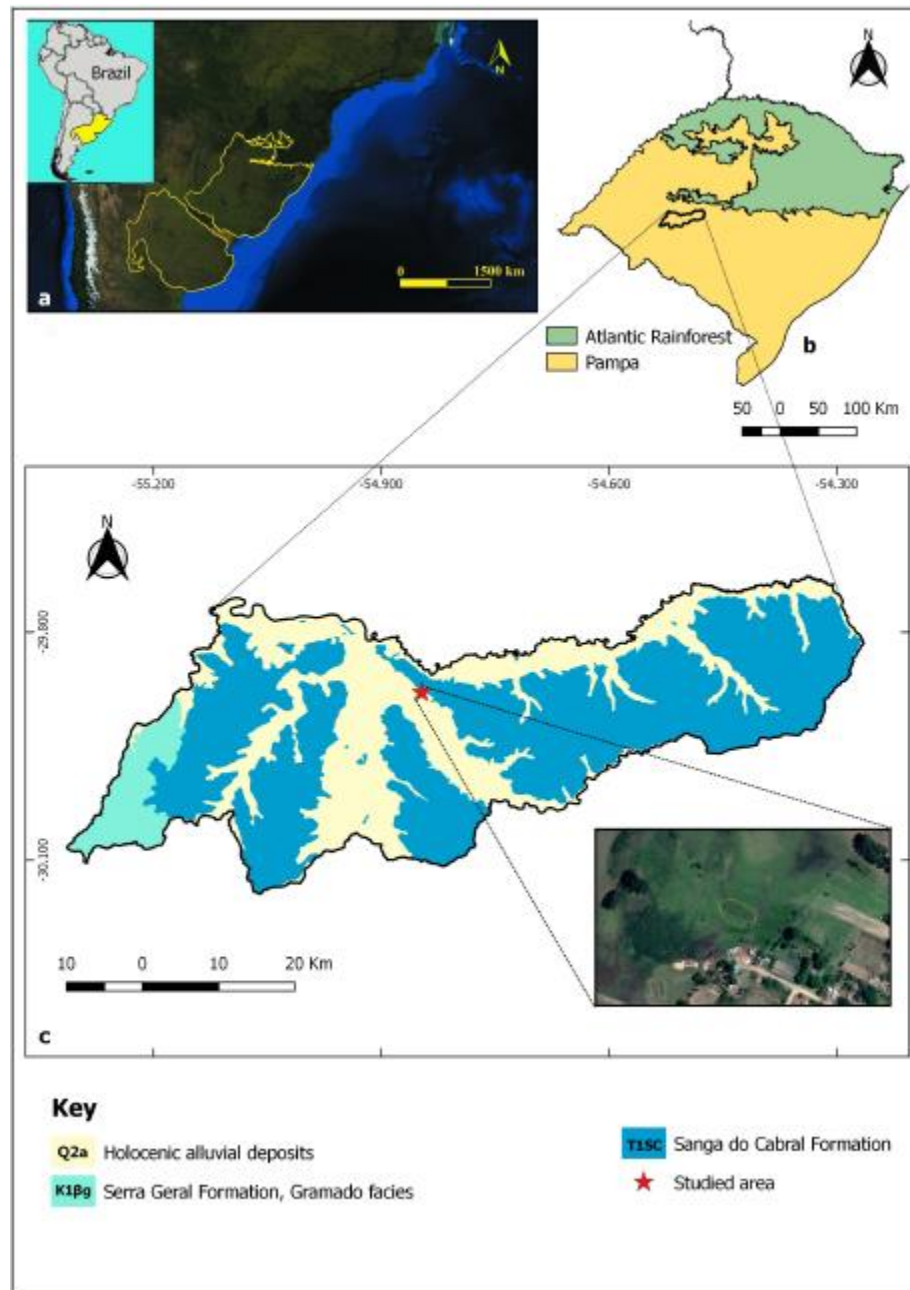 Brazil
N
0 1500 km
a
N
Atlantic Rainforest
Pampa
b
50 0 50 100 Km
-55.200 -54.900 -54.600 -54.300
N
-29.800
-30.100
10 0 10 20 Km
c
Key
Q2a Holocenic alluvial deposits
K1βg Serra Geral Formation, Gramado facies
T1SC Sanga do Cabral Formation
Studied area